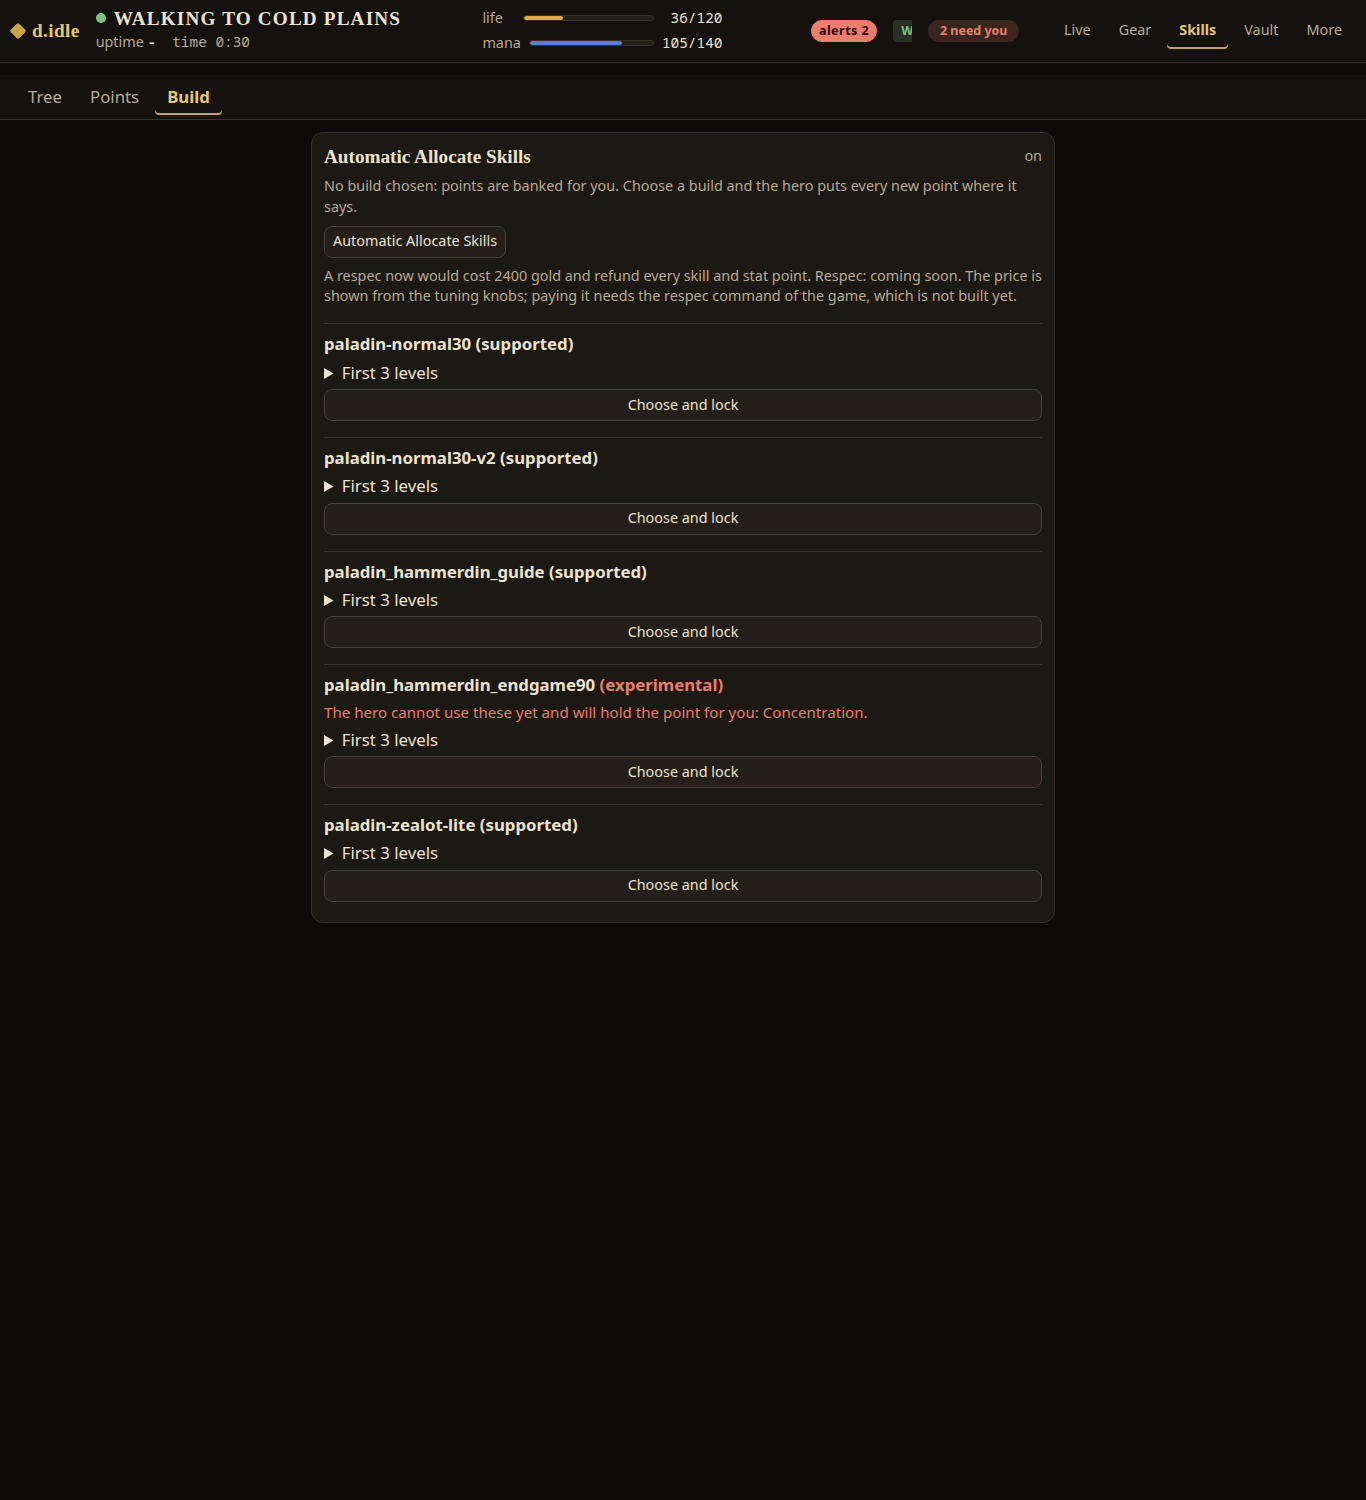 d.idle
WALKING TO COLD PLAINS
uptime - time 0:30
life 36/120
mana 105/140
alerts 2
W
2 need you
Live Gear Skills Vault More
Tree Points Build
Automatic Allocate Skills on
No build chosen: points are banked for you. Choose a build and the hero puts every new point where it
says.
Automatic Allocate Skills
A respec now would cost 2400 gold and refund every skill and stat point. Respec: coming soon. The price is
shown from the tuning knobs; paying it needs the respec command of the game, which is not built yet.
paladin-normal30 (supported)
First 3 levels
Choose and lock
paladin-normal30-v2 (supported)
First 3 levels
Choose and lock
paladin_hammerdin_guide (supported)
First 3 levels
Choose and lock
paladin_hammerdin_endgame90 (experimental)
The hero cannot use these yet and will hold the point for you: Concentration.
First 3 levels
Choose and lock
paladin-zealot-lite (supported)
First 3 levels
Choose and lock